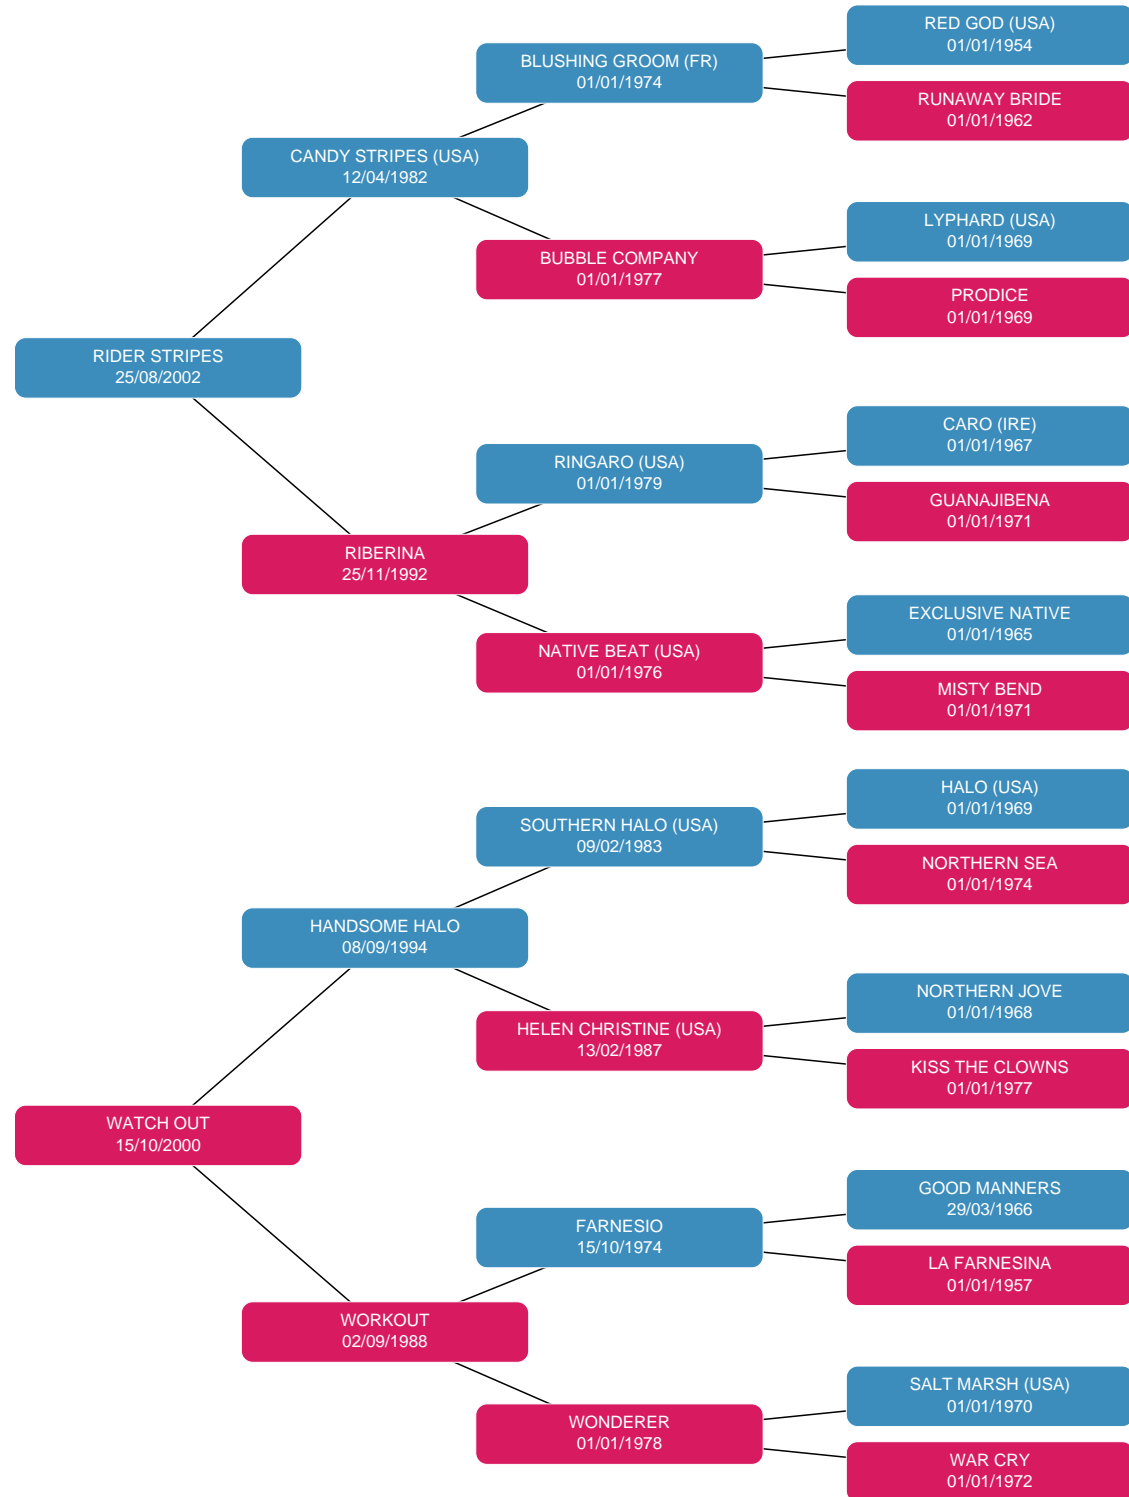 RED GOD (USA)
01/01/1954
BLUSHING GROOM (FR)
01/01/1974
RUNAWAY BRIDE
01/01/1962
CANDY STRIPES (USA)
12/04/1982
LYPHARD (USA)
01/01/1969
BUBBLE COMPANY
01/01/1977
PRODICE
01/01/1969
RIDER STRIPES
25/08/2002
CARO (IRE)
01/01/1967
RINGARO (USA)
01/01/1979
GUANAJIBENA
01/01/1971
RIBERINA
25/11/1992
EXCLUSIVE NATIVE
01/01/1965
NATIVE BEAT (USA)
01/01/1976
MISTY BEND
01/01/1971
HALO (USA)
01/01/1969
SOUTHERN HALO (USA)
09/02/1983
NORTHERN SEA
01/01/1974
HANDSOME HALO
08/09/1994
NORTHERN JOVE
01/01/1968
HELEN CHRISTINE (USA)
13/02/1987
KISS THE CLOWNS
01/01/1977
WATCH OUT
15/10/2000
GOOD MANNERS
29/03/1966
FARNESIO
15/10/1974
LA FARNESINA
01/01/1957
WORKOUT
02/09/1988
SALT MARSH (USA)
01/01/1970
WONDERER
01/01/1978
WAR CRY
01/01/1972